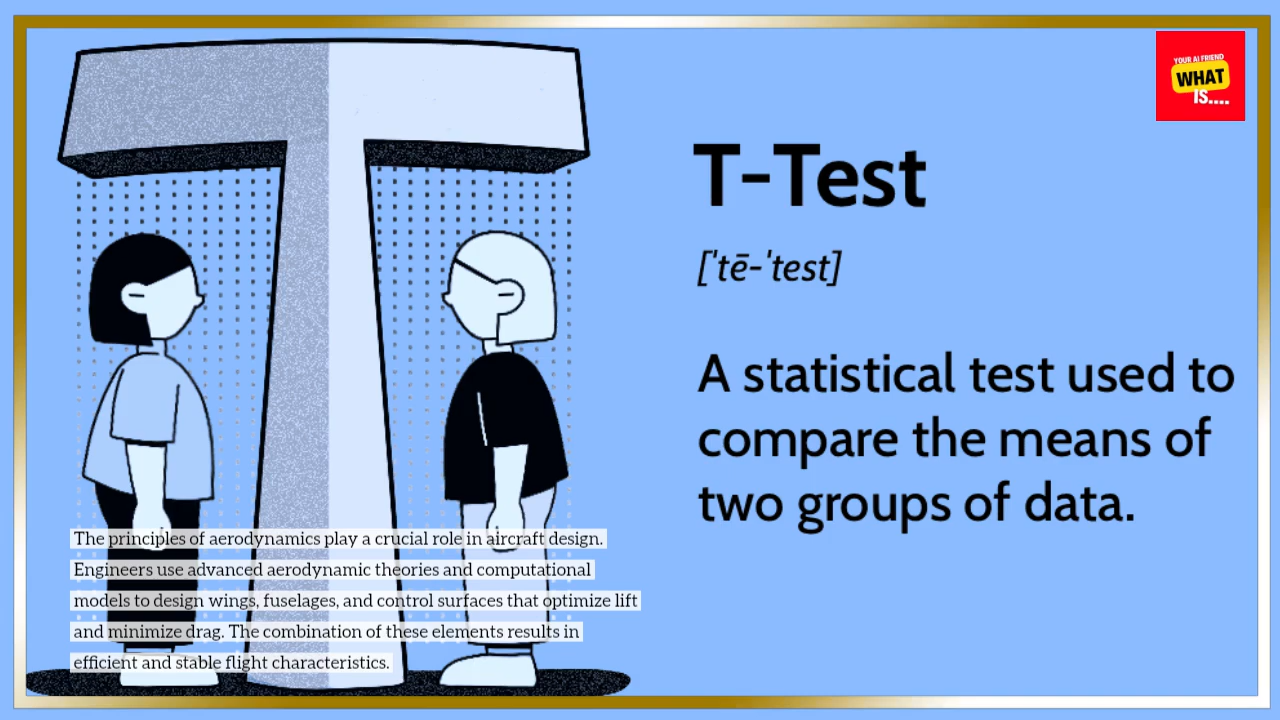 YOUR AI FRIEND
WHAT
IS....
T-Test
['tē-'test]
A statistical test used to
compare the means of
two groups of data.
The principles of aerodynamics play a crucial role in aircraft design.
Engineers use advanced aerodynamic theories and computational
models to design wings, fuselages, and control surfaces that optimize lift
and minimize drag. The combination of these elements results in
efficient and stable flight characteristics.